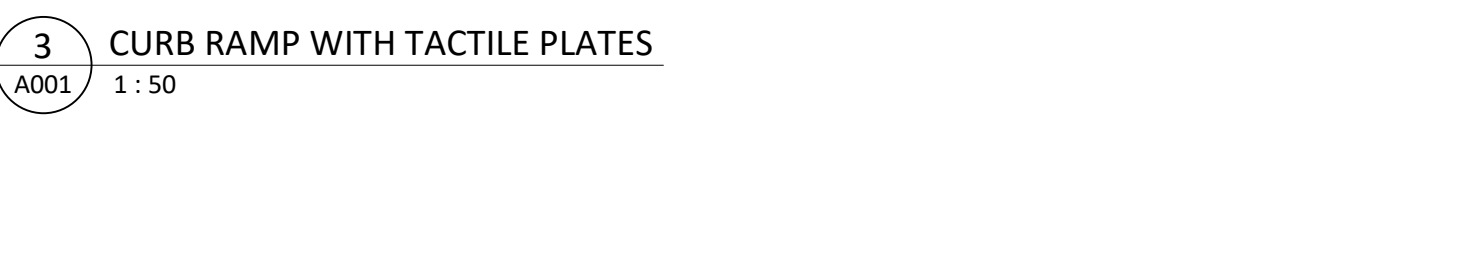 3 CURB RAMP WITH TACTILE PLATES
A001 1 : 50